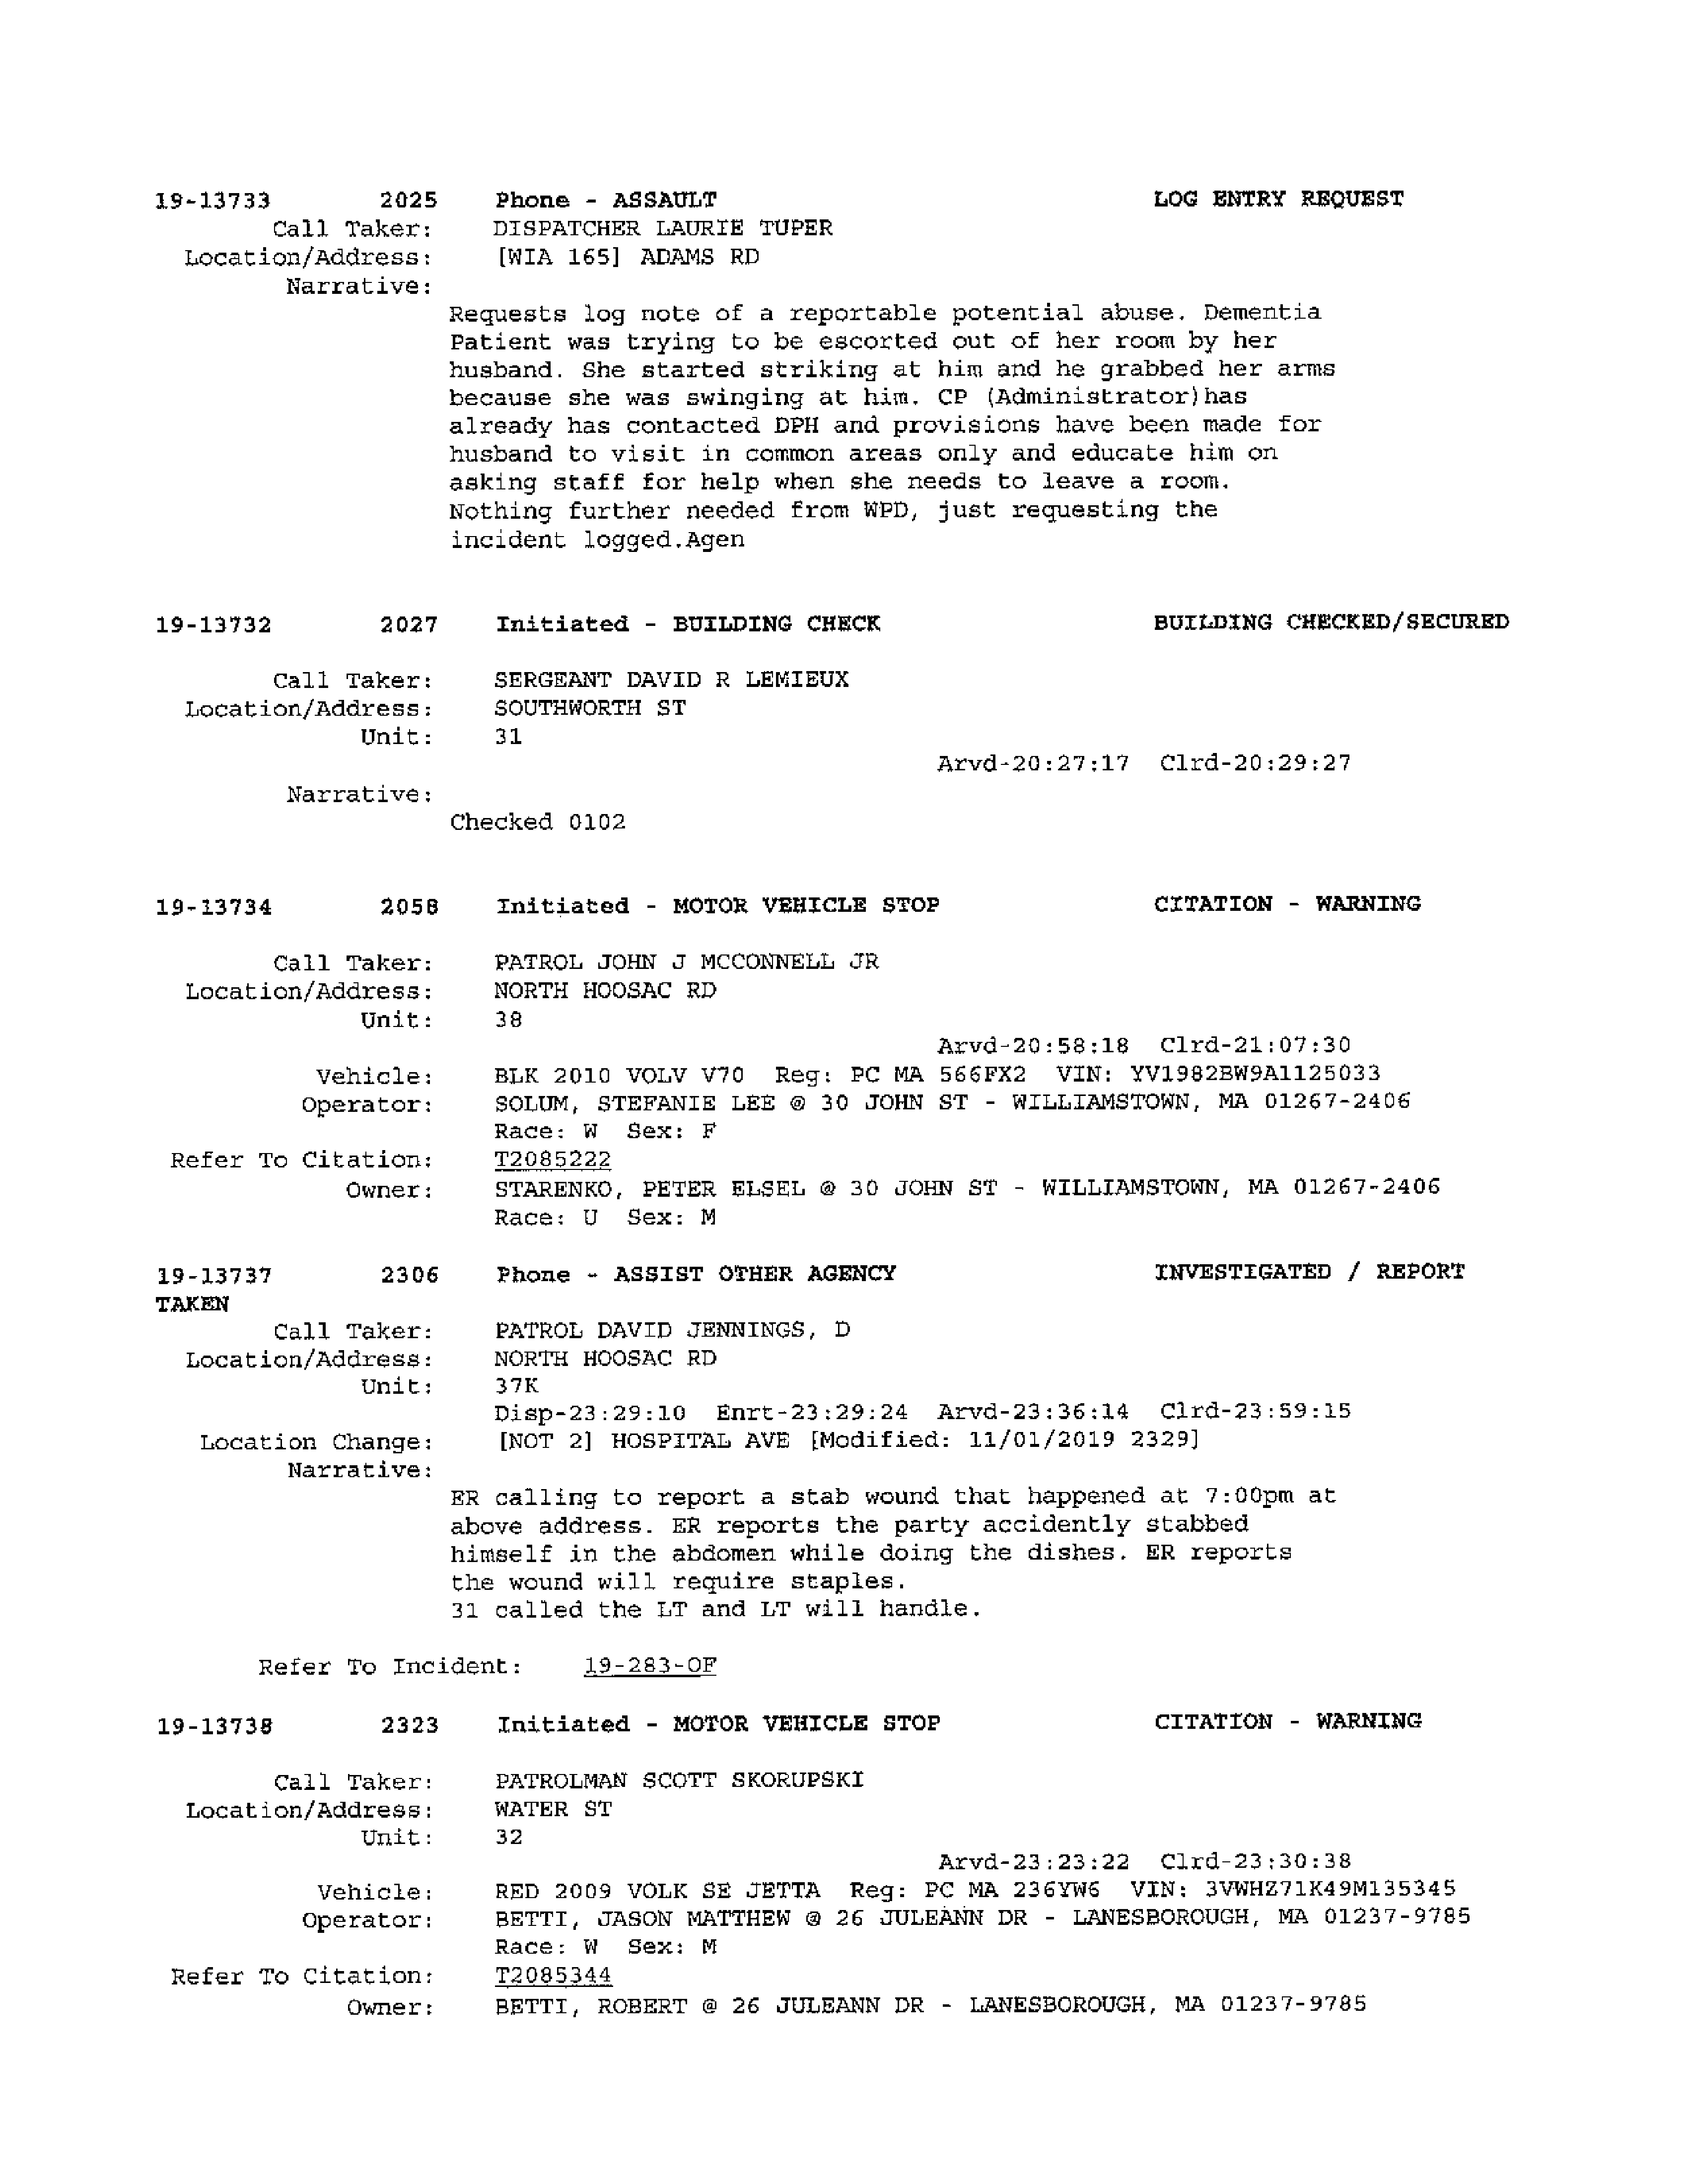 19-13733 2025 Phone - ASSAULT LOG ENTRY REQUEST
Call Taker: DISPATCHER LAURIE TUPER
Location/Address: [WIA 165] ADAMS RD
Narrative:
Requests log note of a reportable potential abuse. Dementia
Patient was trying to be escorted out of her room by her
husband. She started striking at him and he grabbed her arms
because she was swinging at him. CP (Administrator)has
already has contacted DPH and provisions have been made for
husband to visit in common areas only and educate him on
asking staff for help when she needs to leave a room.
Nothing further needed from WPD, just requesting the
incident logged.Agen
19-13732 2027 Initiated - BUILDING CHECK BUILDING CHECKED/SECURED
Call Taker: SERGEANT DAVID R LEMIEUX
Location/Address: SOUTHWORTH ST
Unit: 31
Arvd-20:27:17 Clrd-20:29:27
Narrative:
Checked 0102
19-13734 2058 Initiated - MOTOR VEHICLE STOP CITATION - WARNING
Call Taker: PATROL JOHN J MCCONNELL JR
Location/Address: NORTH HOOSAC RD
Unit: 38
Arvd-20:58:18 Clrd-21:07:30
Vehicle: BLK 2010 VOLV V70 Reg: PC MA 566FX2 VIN: YV1982BW9A1125033
Operator: SOLUM, STEFANIE LEE @ 30 JOHN ST - WILLIAMSTOWN, MA 01267-2406
Race: W Sex: F
Refer To Citation: T2085222
Owner: STARENKO, PETER ELSEL @ 30 JOHN ST - WILLIAMSTOWN, MA 01267-2406
Race: U Sex: M
19-13737 2306 Phone - ASSIST OTHER AGENCY INVESTIGATED / REPORT
TAKEN
Call Taker: PATROL DAVID JENNINGS, D
Location/Address: NORTH HOOSAC RD
Unit: 37K
Disp-23:29:10 Enrt-23:29:24 Arvd-23:36:14 Clrd-23:59:15
Location Change: [NOT 2] HOSPITAL AVE [Modified: 11/01/2019 2329]
Narrative:
ER calling to report a stab wound that happened at 7:00pm at
above address. ER reports the party accidently stabbed
himself in the abdomen while doing the dishes. ER reports
the wound will require staples.
31 called the LT and LT will handle.
Refer To Incident: 19-283-OF
19-13738 2323 Initiated - MOTOR VEHICLE STOP CITATION - WARNING
Call Taker: PATROLMAN SCOTT SKORUPSKI
Location/Address: WATER ST
Unit: 32
Arvd-23:23:22 Clrd-23:30:38
Vehicle: RED 2009 VOLK SE JETTA Reg: PC MA 236YW6 VIN: 3VWHZ71K49M135345
Operator: BETTI, JASON MATTHEW @ 26 JULEANN DR - LANESBOROUGH, MA 01237-9785
Race: W Sex: M
Refer To Citation: T2085344
Owner: BETTI, ROBERT @ 26 JULEANN DR - LANESBOROUGH, MA 01237-9785